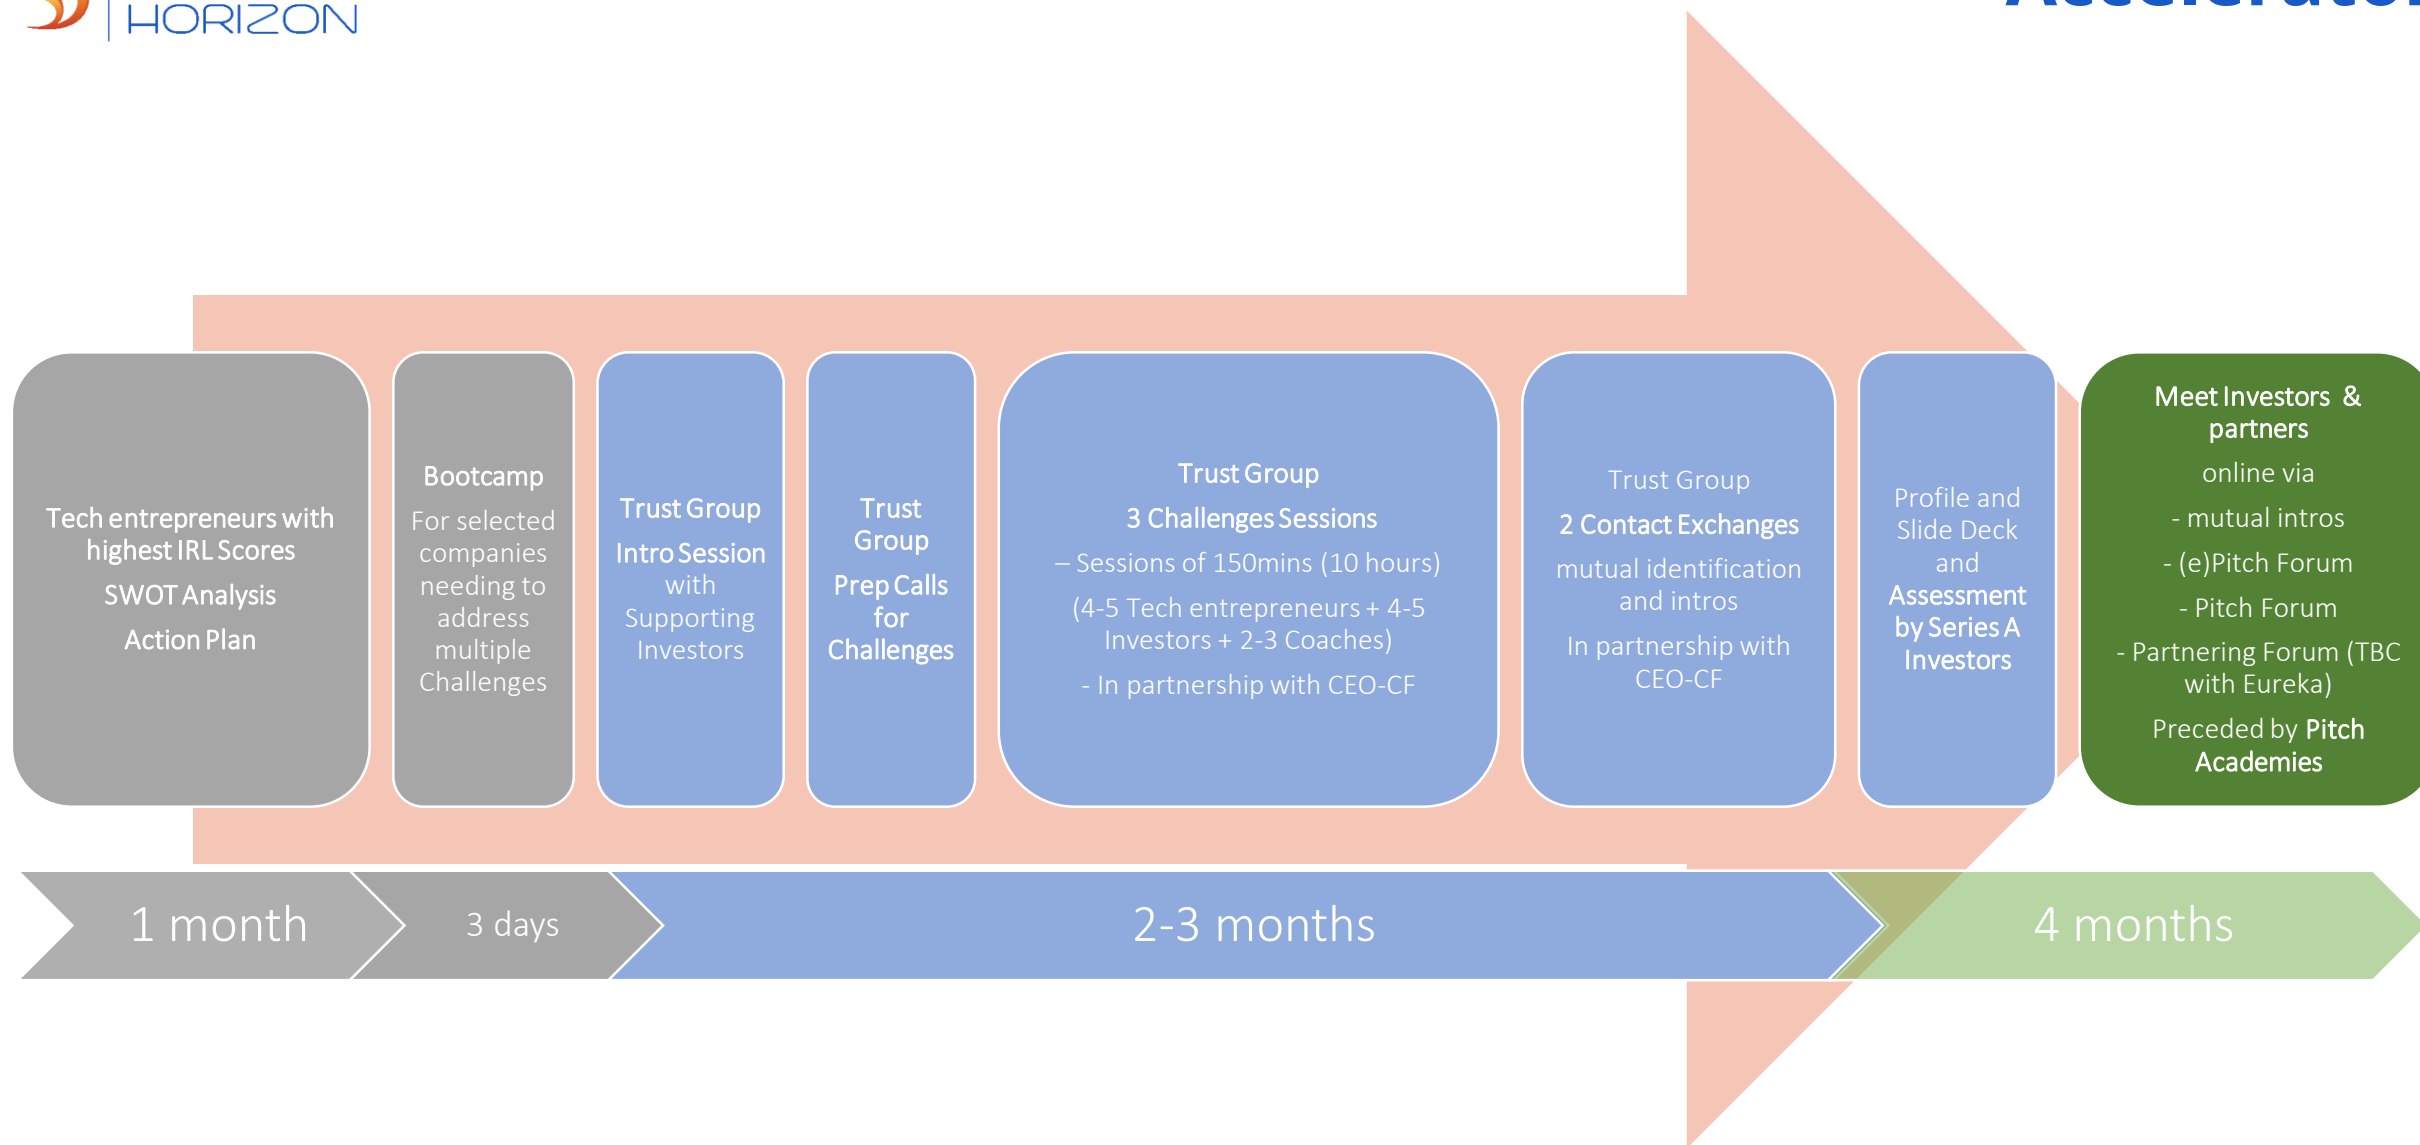 HORIZON
Tech entrepreneurs with
highest IRL Scores
SWOT Analysis
Action Plan
Bootcamp
For selected
companies
needing to
address
multiple
Challenges
Trust Group
Intro Session
with
Supporting
Investors
Trust
Group
Prep Calls
for
Challenges
Trust Group
3 Challenges Sessions
– Sessions of 150mins (10 hours)
(4-5 Tech entrepreneurs + 4-5
Investors + 2-3 Coaches)
- In partnership with CEO-CF
Trust Group
2 Contact Exchanges
mutual identification
and intros
In partnership with
CEO-CF
Profile and
Slide Deck
and
Assessment
by Series A
Investors
Meet Investors & 
partners
online via
- mutual intros
- (e)Pitch Forum
- Pitch Forum
- Partnering Forum (TBC
with Eureka)
Preceded by Pitch
Academies
1 month
3 days
2-3 months
4 months